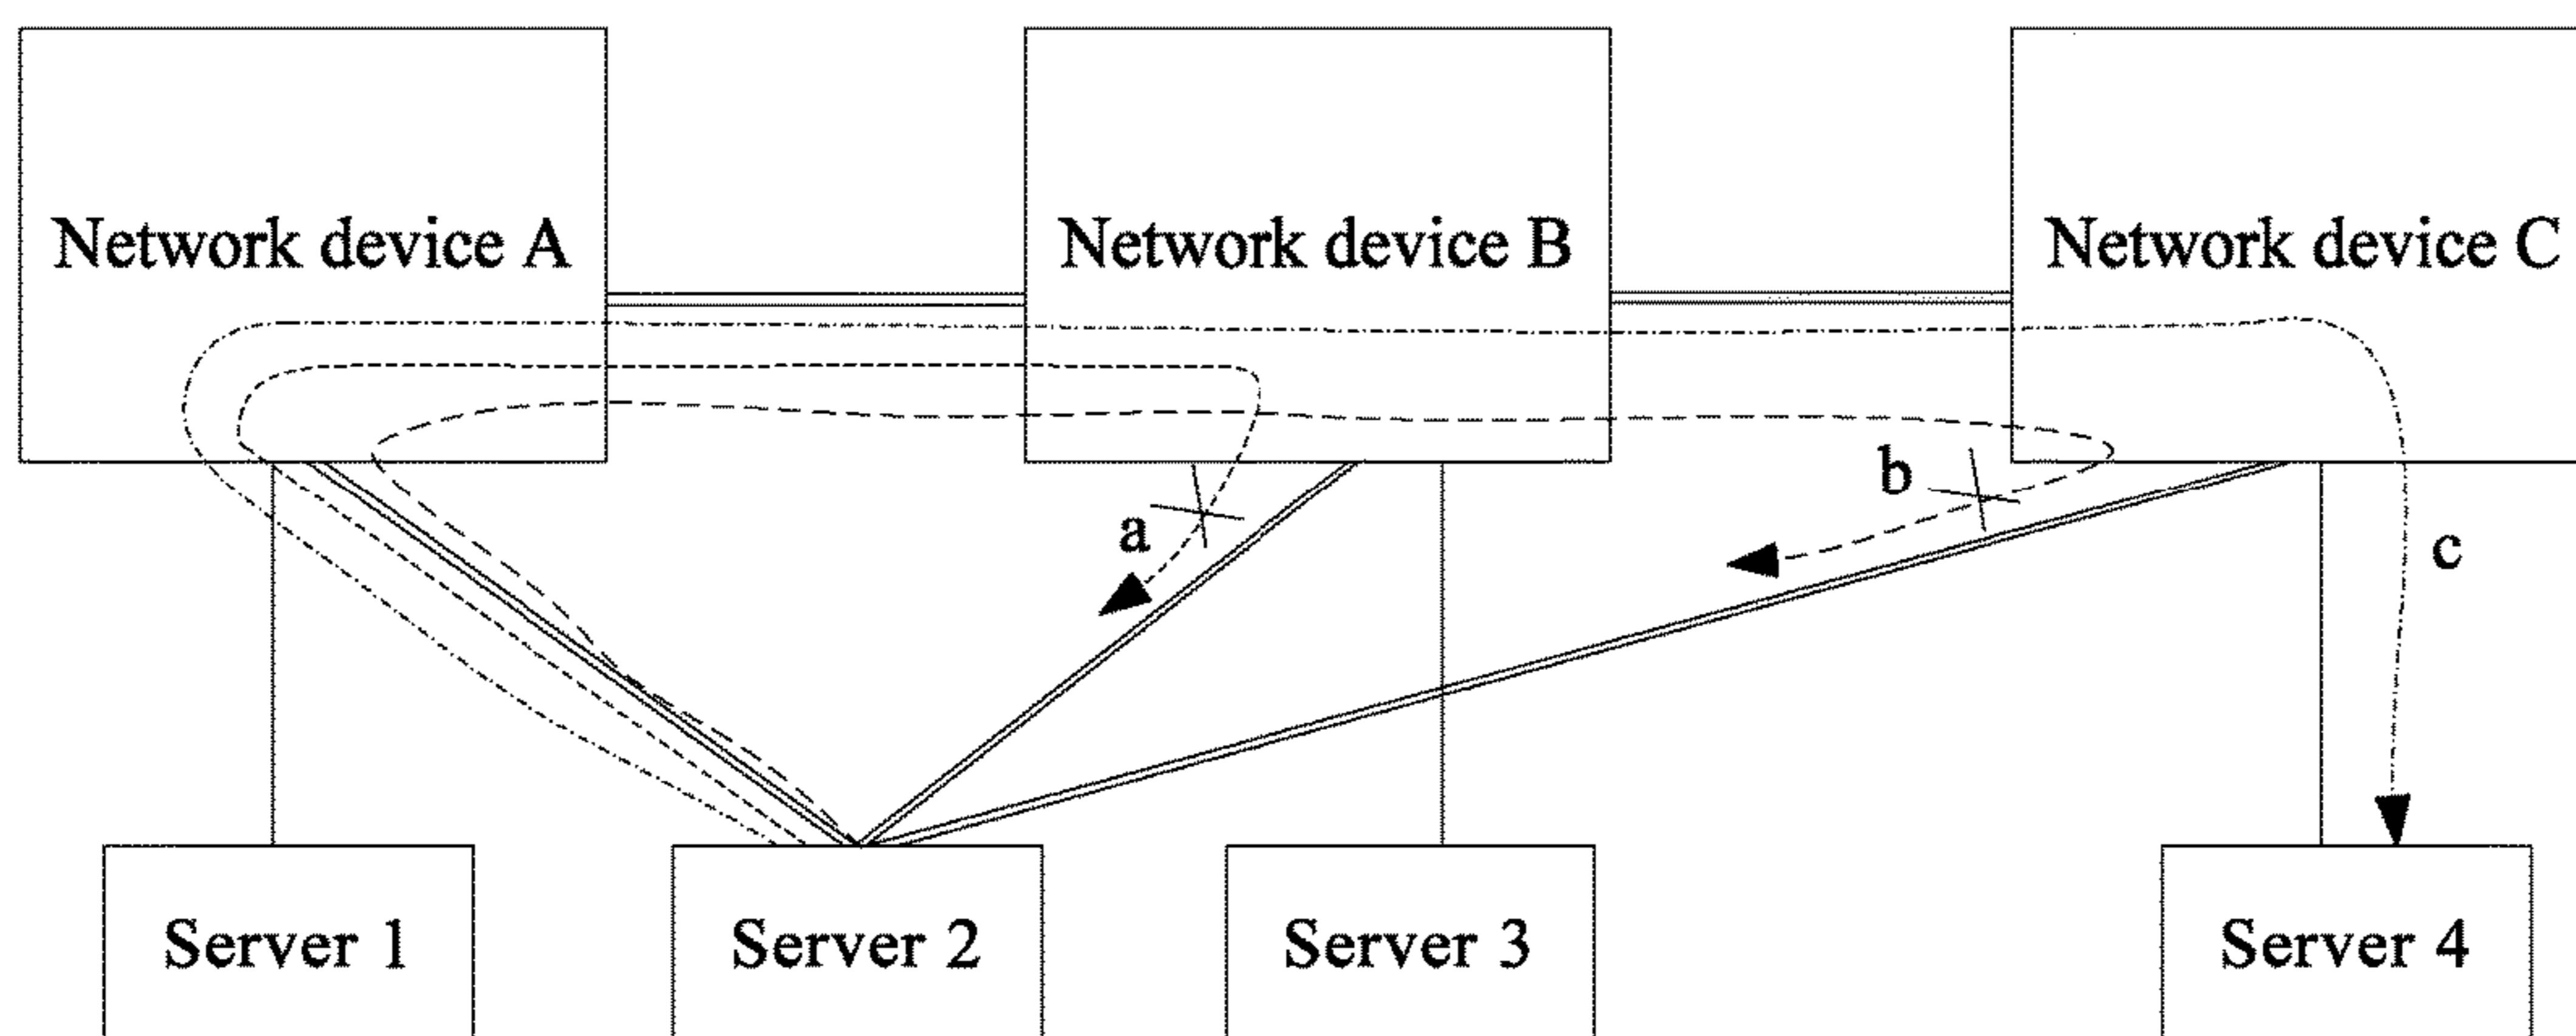 Network device A
Network device B
Network device C
a
b
c
Server 1
Server 2
Server 3
Server 4